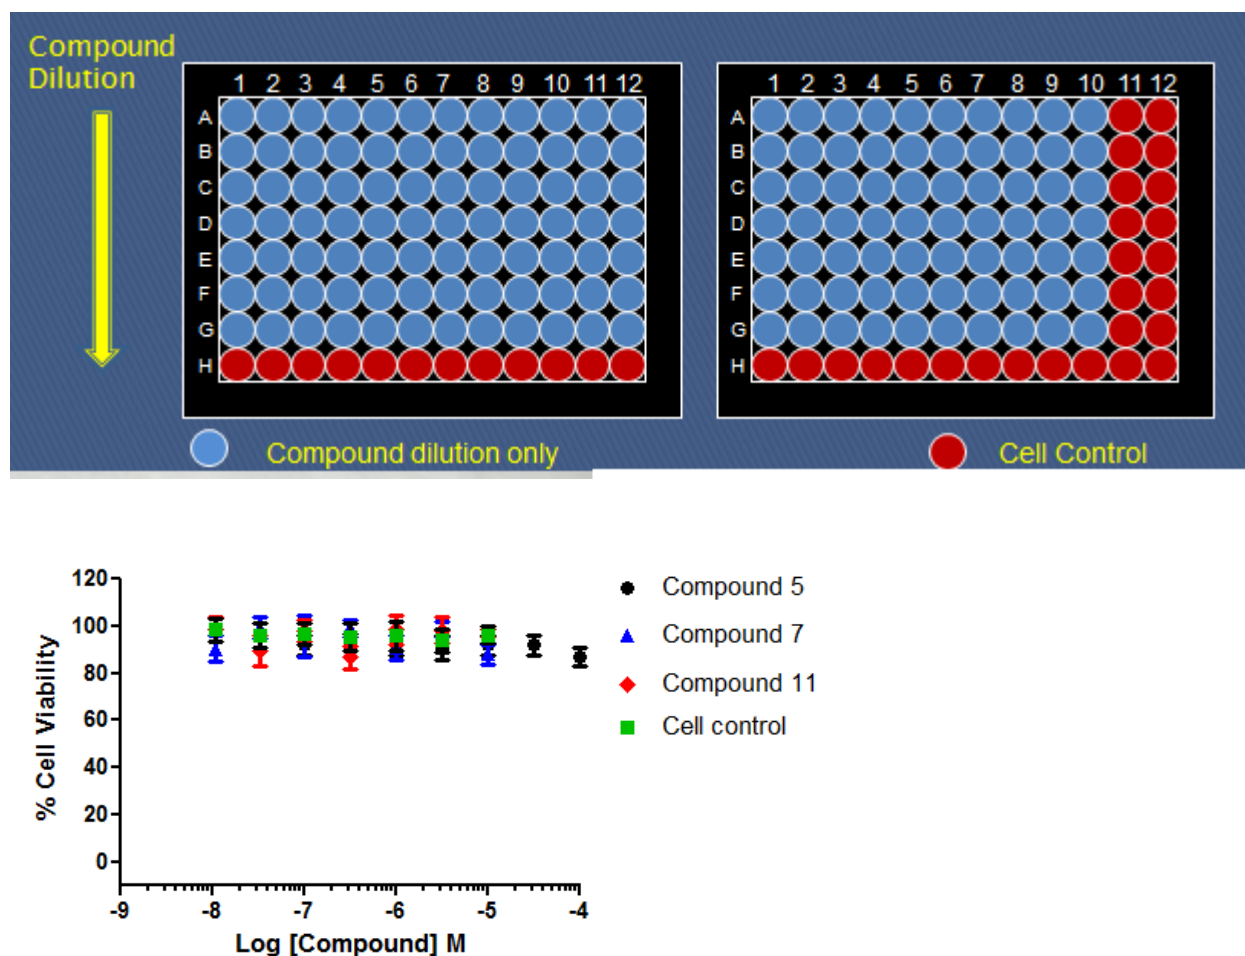 Compound
Dilution
1 2 3 4 5 6 7 8 9 10 11 12
A
B
C
D
E
F
G
H
1 2 3 4 5 6 7 8 9 10 11 12
A
B
C
D
E
F
G
H
Compound dilution only
Cell Control
% Cell Viability
120
100
80
60
40
20
0
-9 -8 -7 -6 -5 -4
Log [Compound] M
Compound 5
Compound 7
Compound 11
Cell control